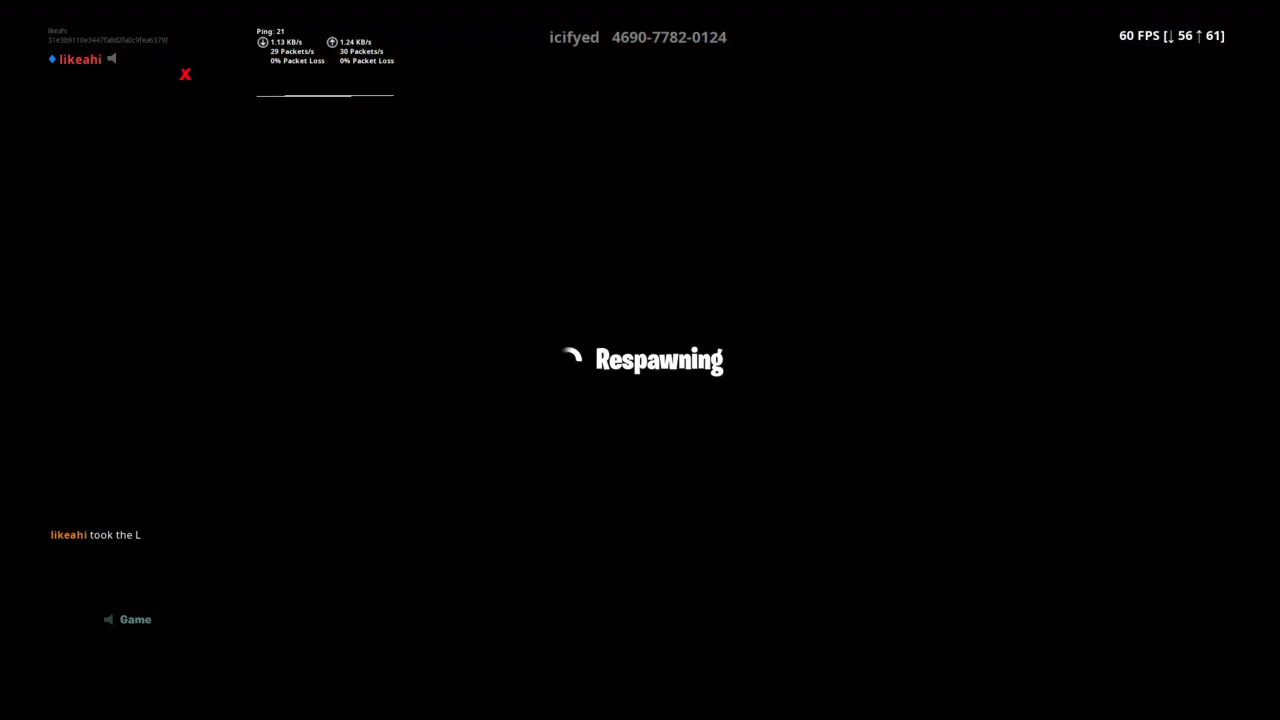 likeahi
likeahi
X
Ping: 21
1.13 KB/s 1.24 KB/s
29 Packets/s 30 Packets/s
0% Packet Loss 0% Packet Loss
icifyed 4690-7782-0124
60 FPS [↓ 56 ↑ 61]
Respawning
likeahi took the L
Game